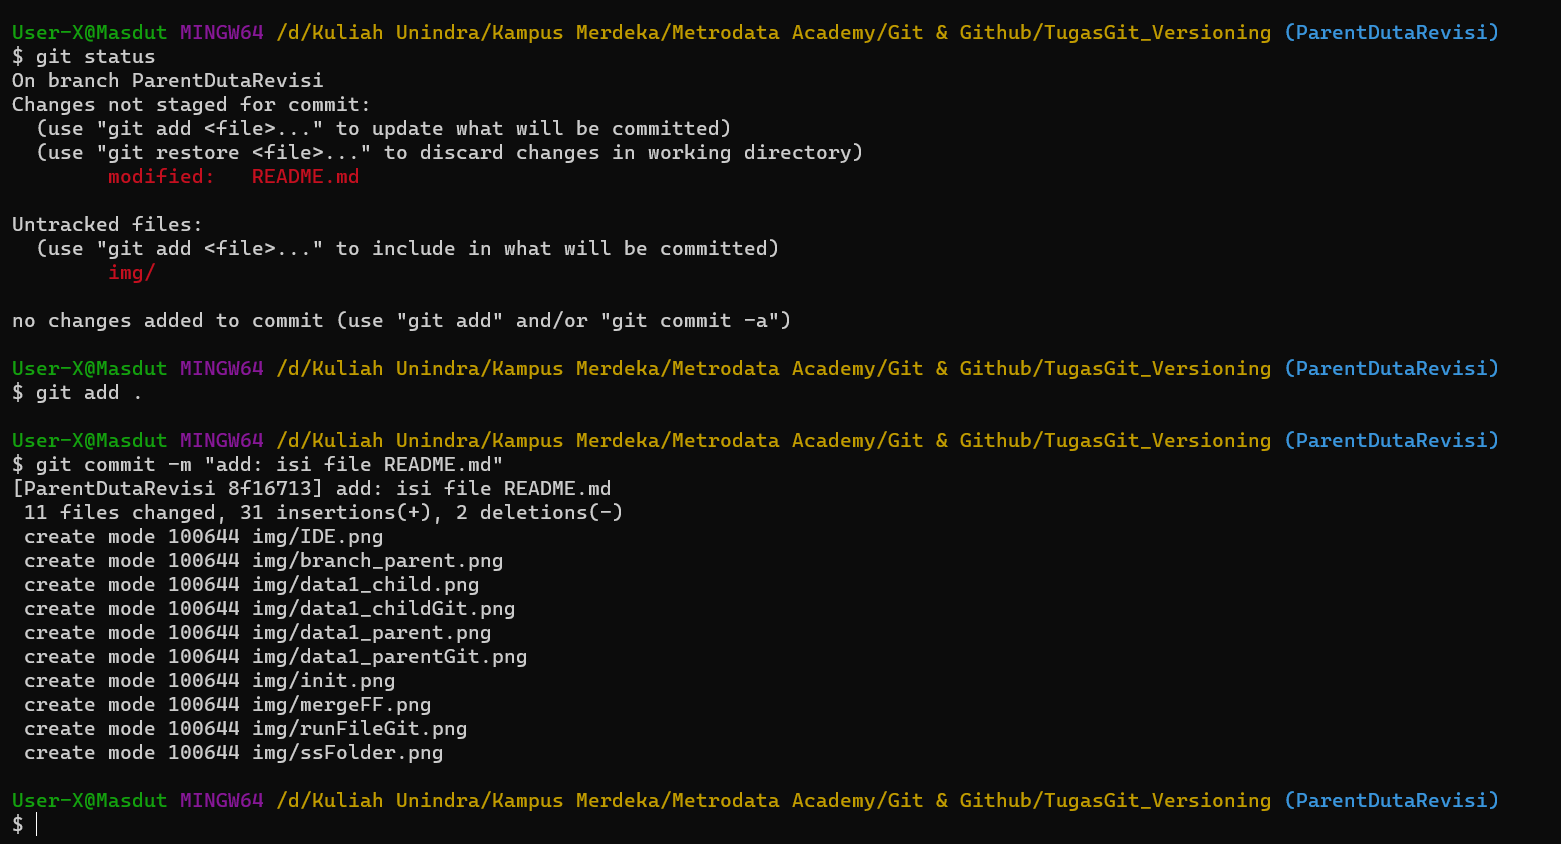 User-X@Masdut MINGW64 /d/Kuliah Unindra/Kampus Merdeka/Metrodata Academy/Git & Github/TugasGit_Versioning (ParentDutaRevisi)
$ git status
On branch ParentDutaRevisi
Changes not staged for commit:
  (use "git add <file>..." to update what will be committed)
  (use "git restore <file>..." to discard changes in working directory)
        modified:   README.md

Untracked files:
  (use "git add <file>..." to include in what will be committed)
        img/

no changes added to commit (use "git add" and/or "git commit -a")

User-X@Masdut MINGW64 /d/Kuliah Unindra/Kampus Merdeka/Metrodata Academy/Git & Github/TugasGit_Versioning (ParentDutaRevisi)
$ git add .

User-X@Masdut MINGW64 /d/Kuliah Unindra/Kampus Merdeka/Metrodata Academy/Git & Github/TugasGit_Versioning (ParentDutaRevisi)
$ git commit -m "add: isi file README.md"
[ParentDutaRevisi 8f16713] add: isi file README.md
 11 files changed, 31 insertions(+), 2 deletions(-)
 create mode 100644 img/IDE.png
 create mode 100644 img/branch_parent.png
 create mode 100644 img/data1_child.png
 create mode 100644 img/data1_childGit.png
 create mode 100644 img/data1_parent.png
 create mode 100644 img/data1_parentGit.png
 create mode 100644 img/init.png
 create mode 100644 img/mergeFF.png
 create mode 100644 img/runFileGit.png
 create mode 100644 img/ssFolder.png

User-X@Masdut MINGW64 /d/Kuliah Unindra/Kampus Merdeka/Metrodata Academy/Git & Github/TugasGit_Versioning (ParentDutaRevisi)
$